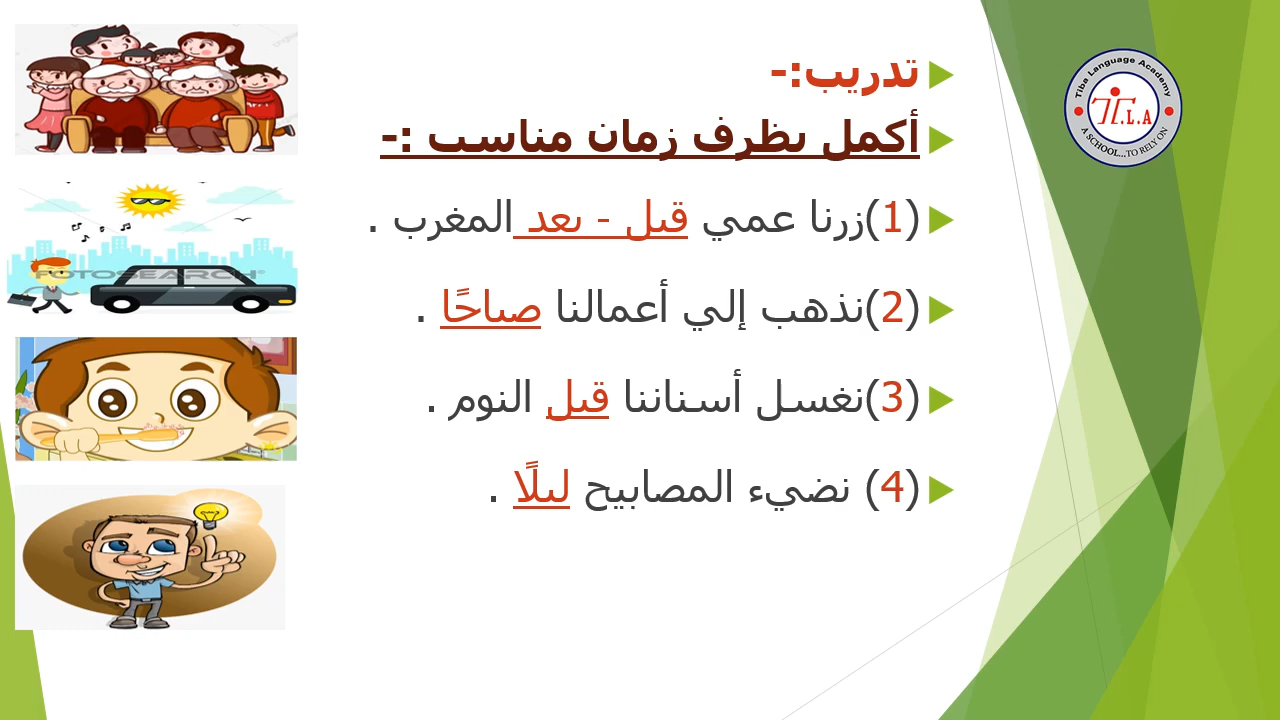 تدريب:-
أكمل بظرف زمان مناسب :-
(1)زرنا عمي قبل - بعد المغرب .
(2)نذهب إلي أعمالنا صباحًا .
(3)نغسل أسناننا قبل النوم .
(4) نضيء المصابيح ليلًا .
Tiba Language Academy
T.L.A
A SCHOOL...TO RELY ON
FOTOSEARCH